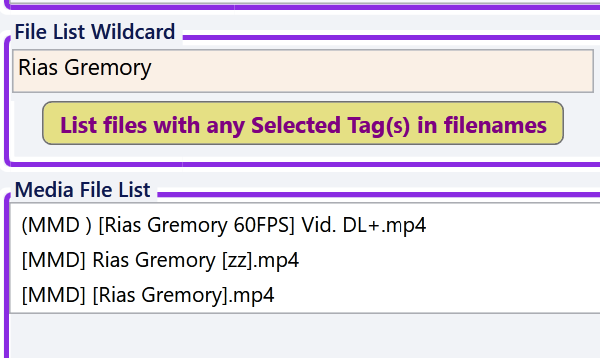 File List Wildcard
Rias Gremory
List files with any Selected Tag(s) in filenames
Media File List
(MMD ) [Rias Gremory 60FPS] Vid. DL+.mp4
[MMD] Rias Gremory [zz].mp4
[MMD] [Rias Gremory].mp4